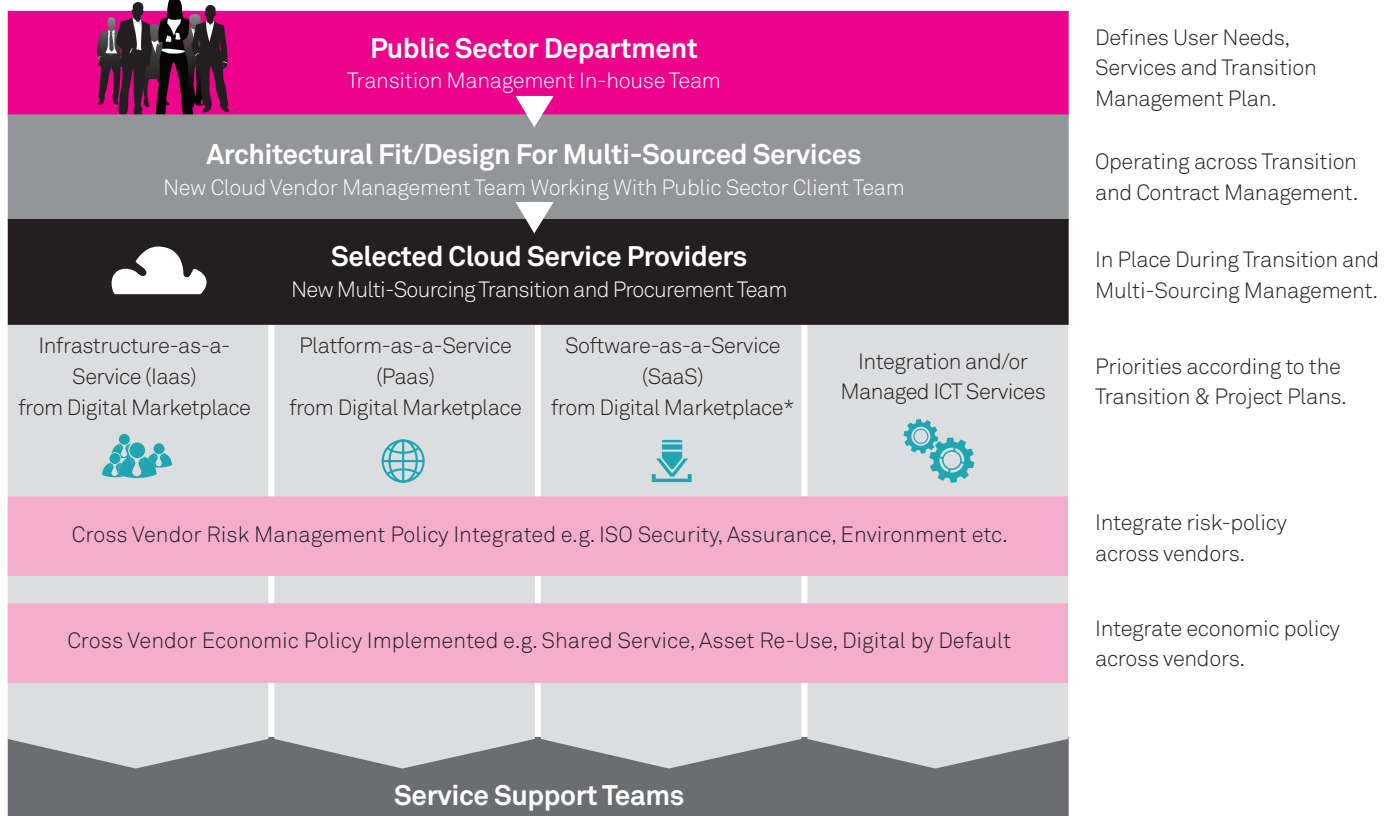 Public Sector Department
Transition Management In-house Team
Defines User Needs,
Services and Transition
Management Plan.
Architectural Fit/Design For Multi-Sourced Services
New Cloud Vendor Management Team Working With Public Sector Client Team
Operating across Transition
and Contract Management.
Selected Cloud Service Providers
New Multi-Sourcing Transition and Procurement Team
In Place During Transition and
Multi-Sourcing Management.
Infrastructure-as-a-
Service (Iaas)
from Digital Marketplace
Platform-as-a-Service
(Paas)
from Digital Marketplace
Software-as-a-Service
(SaaS)
from Digital Marketplace*
Integration and/or
Managed ICT Services
Priorities according to the
Transition & Project Plans.
Cross Vendor Risk Management Policy Integrated e.g. ISO Security, Assurance, Environment etc.
Integrate risk-policy
across vendors.
Cross Vendor Economic Policy Implemented e.g. Shared Service, Asset Re-Use, Digital by Default
Integrate economic policy
across vendors.
Service Support Teams